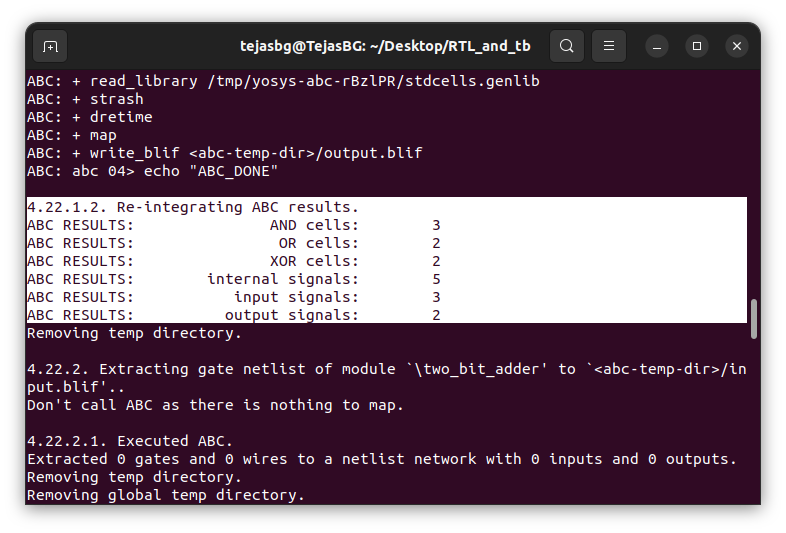 tejasbg@TejasBG: ~/Desktop/RTL_and_tb
ABC: + read_library /tmp/yosys-abc-rBzlPR/stdcells.genlib
ABC: + strash
ABC: + dretime
ABC: + map
ABC: + write_blif <abc-temp-dir>/output.blif
ABC: abc 04> echo "ABC_DONE"
4.22.1.2. Re-integrating ABC results.
ABC RESULTS:               AND cells:        3
ABC RESULTS:                OR cells:        2
ABC RESULTS:               XOR cells:        2
ABC RESULTS:        internal signals:        5
ABC RESULTS:           input signals:        3
ABC RESULTS:          output signals:        2
Removing temp directory.
4.22.2. Extracting gate netlist of module `\two_bit_adder' to `<abc-temp-dir>/in
put.blif'..
Don't call ABC as there is nothing to map.
4.22.2.1. Executed ABC.
Extracted 0 gates and 0 wires to a netlist network with 0 inputs and 0 outputs.
Removing temp directory.
Removing global temp directory.